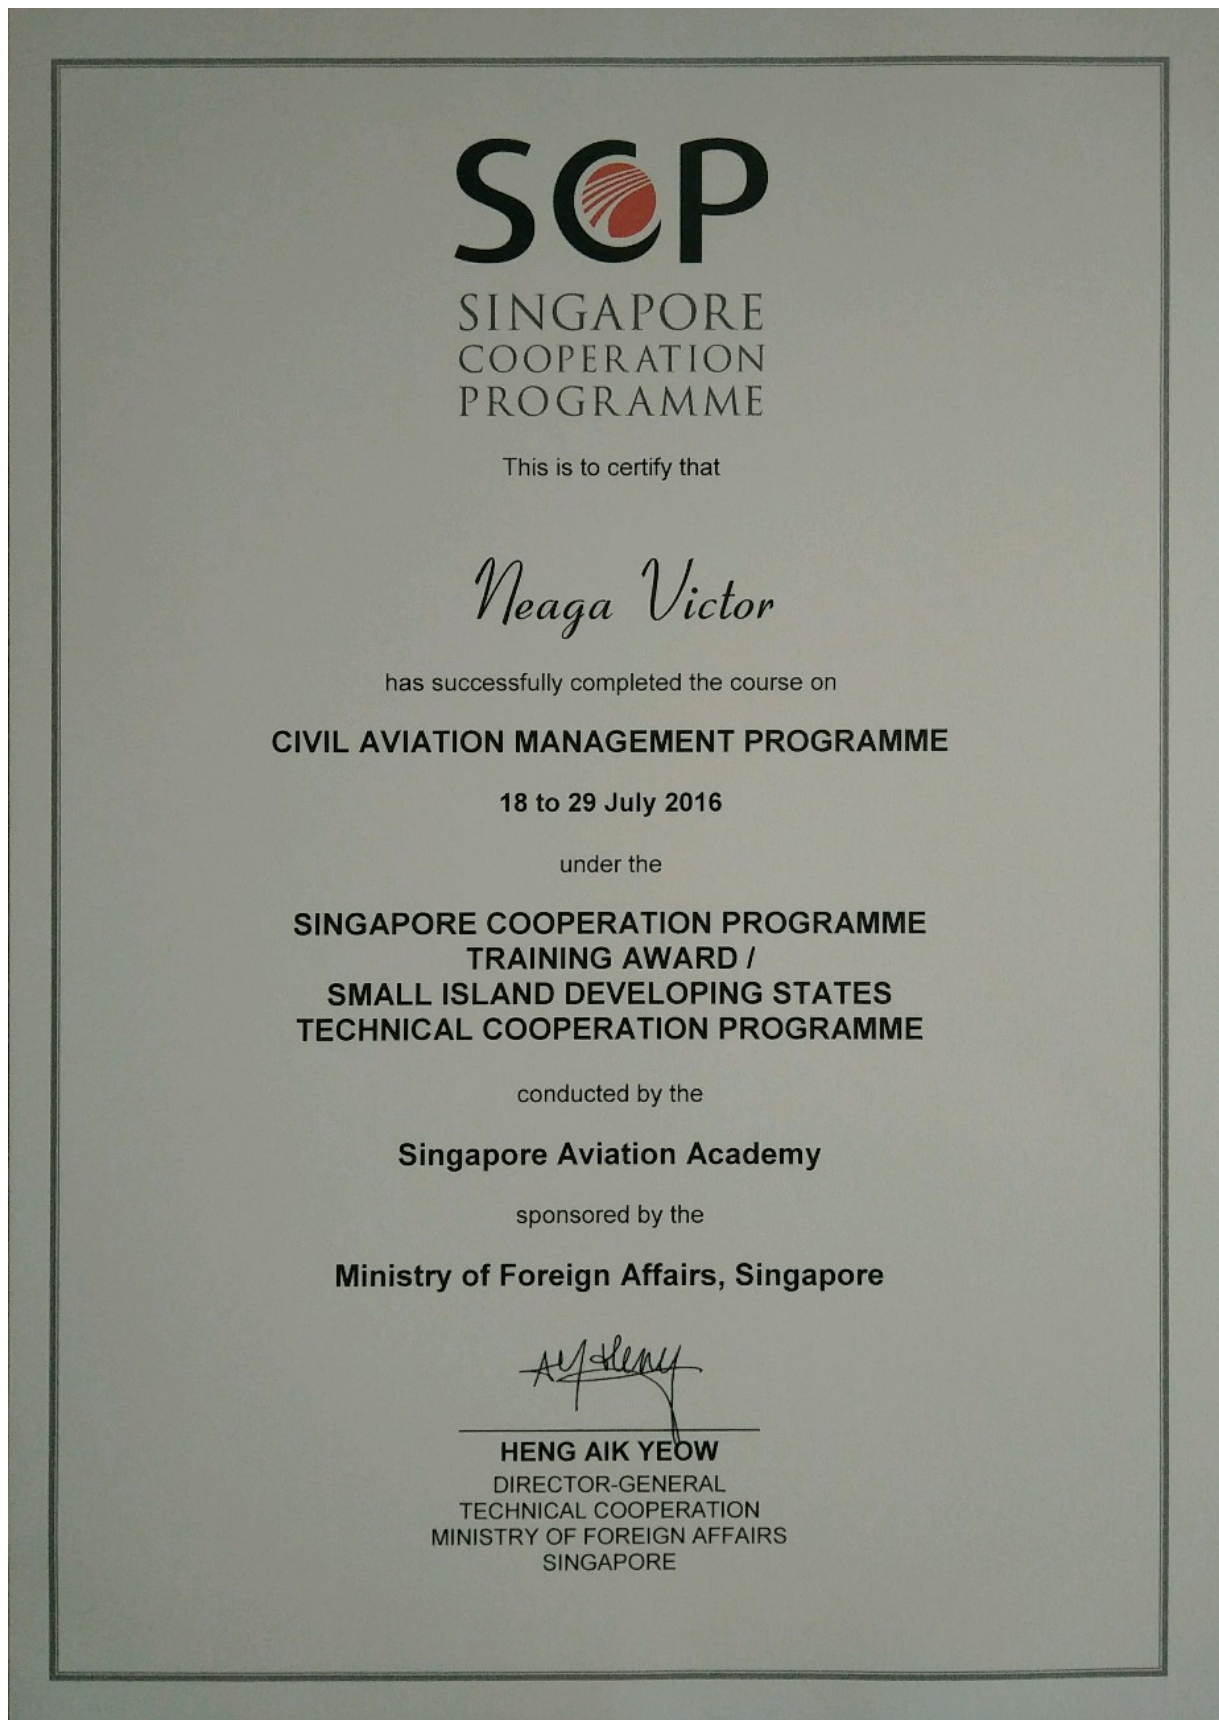 SCP
SINGAPORE
COOPERATION
PROGRAMME
This is to certify that
Neaga Victor
has successfully completed the course on
CIVIL AVIATION MANAGEMENT PROGRAMME
18 to 29 July 2016
under the
SINGAPORE COOPERATION PROGRAMME
TRAINING AWARD /
SMALL ISLAND DEVELOPING STATES
TECHNICAL COOPERATION PROGRAMME
conducted by the
Singapore Aviation Academy
sponsored by the
Ministry of Foreign Affairs, Singapore
AY Heng
HENG AIK YEOW
DIRECTOR-GENERAL
TECHNICAL COOPERATION
MINISTRY OF FOREIGN AFFAIRS
SINGAPORE